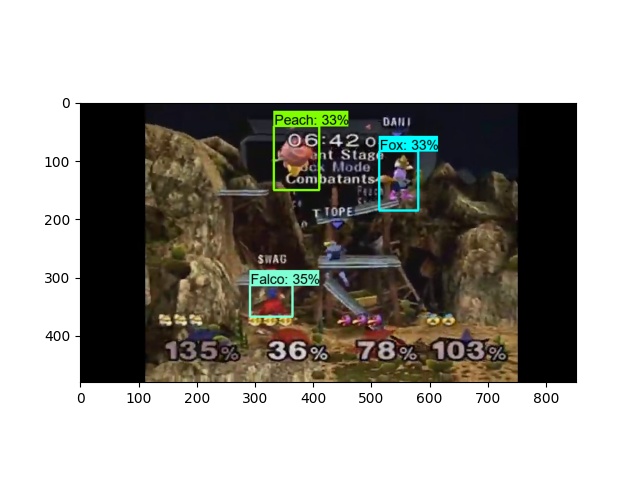 Peach: 33%
DANI
06:42
Fox: 33%
ent Stage
Mode
Combatants
TOPE
SWAG
Falco: 35%
135% 36% 78% 103%
0
100
200
300
400
0 100 200 300 400 500 600 700 800